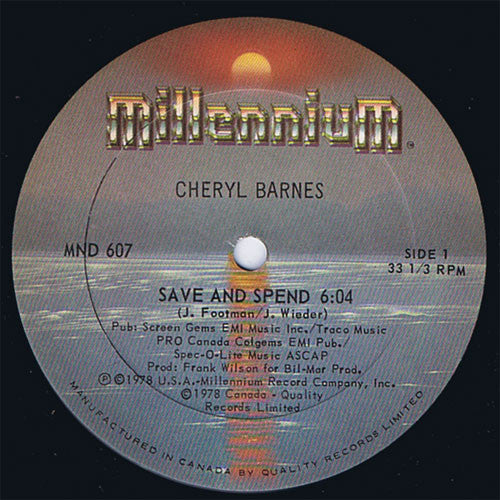 MillenniuM
CHERYL BARNES
MND 607
SIDE 1
33 1/3 RPM
SAVE AND SPEND 6:04
(J. Footman/J. Wieder)
Pub: Screen Gems EMI Music Inc./Traco Music
PRO Canada Colgems EMI Pub./
Spec-O-Lite Music ASCAP
Prod: Frank Wilson for Bil-Mar Prod.
Ⓟ©1978 U.S.A.-Millennium Record Company, Inc.
©1978 Canada - Quality
Records Limited
MANUFACTURED IN CANADA BY QUALITY RECORDS LIMITED